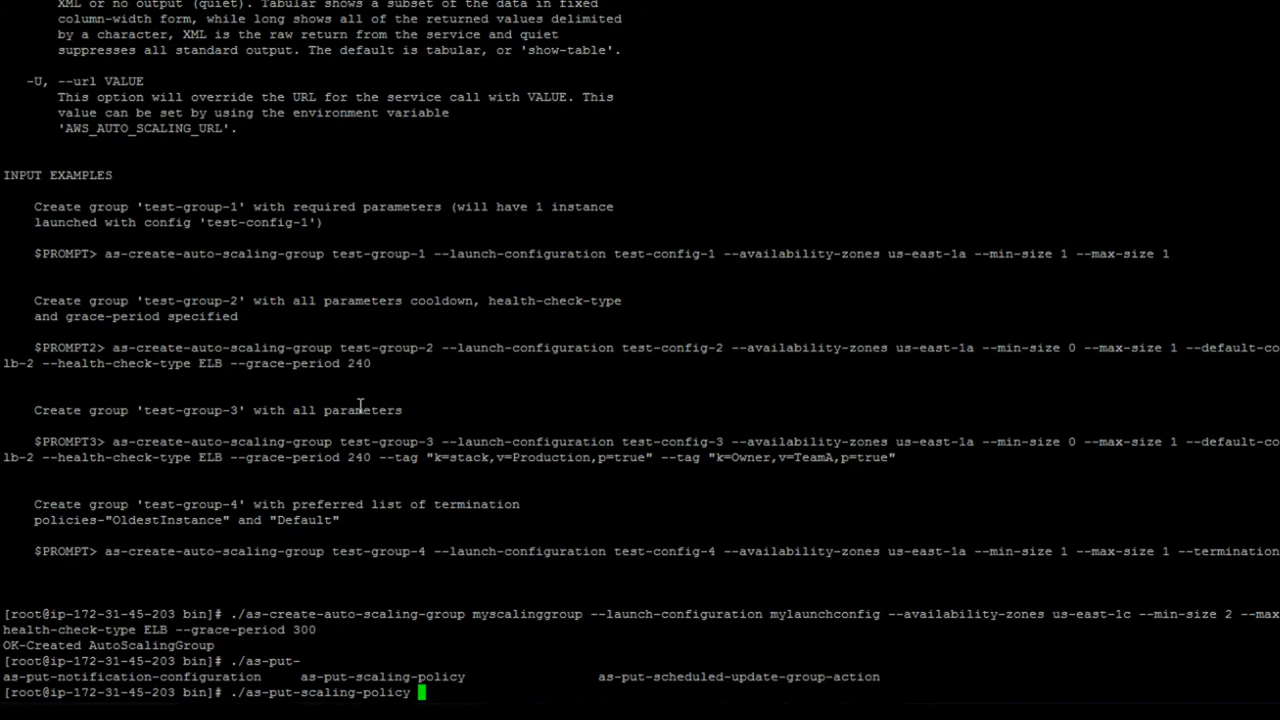 XML or no output (quiet). Tabular shows a subset of the data in fixed
column-width form, while long shows all of the returned values delimited
by a character, XML is the raw return from the service and quiet
suppresses all standard output. The default is tabular, or 'show-table'.
-U, --url VALUE
This option will override the URL for the service call with VALUE. This
value can be set by using the environment variable
'AWS_AUTO_SCALING_URL'.
INPUT EXAMPLES
Create group 'test-group-1' with required parameters (will have 1 instance
launched with config 'test-config-1')
$PROMPT> as-create-auto-scaling-group test-group-1 --launch-configuration test-config-1 --availability-zones us-east-1a --min-size 1 --max-size 1
Create group 'test-group-2' with all parameters cooldown, health-check-type
and grace-period specified
$PROMPT2> as-create-auto-scaling-group test-group-2 --launch-configuration test-config-2 --availability-zones us-east-1a --min-size 0 --max-size 1 --default-co
lb-2 --health-check-type ELB --grace-period 240
Create group 'test-group-3' with all parameters
$PROMPT3> as-create-auto-scaling-group test-group-3 --launch-configuration test-config-3 --availability-zones us-east-1a --min-size 0 --max-size 1 --default-co
lb-2 --health-check-type ELB --grace-period 240 --tag "k=stack,v=Production,p=true" --tag "k=Owner,v=TeamA,p=true"
Create group 'test-group-4' with preferred list of termination
policies-"OldestInstance" and "Default"
$PROMPT> as-create-auto-scaling-group test-group-4 --launch-configuration test-config-4 --availability-zones us-east-1a --min-size 1 --max-size 1 --termination
[root@ip-172-31-45-203 bin]# ./as-create-auto-scaling-group myscalinggroup --launch-configuration mylaunchconfig --availability-zones us-east-1c --min-size 2 --max
health-check-type ELB --grace-period 300
OK-Created AutoScalingGroup
[root@ip-172-31-45-203 bin]# ./as-put-
as-put-notification-configuration as-put-scaling-policy as-put-scheduled-update-group-action
[root@ip-172-31-45-203 bin]# ./as-put-scaling-policy